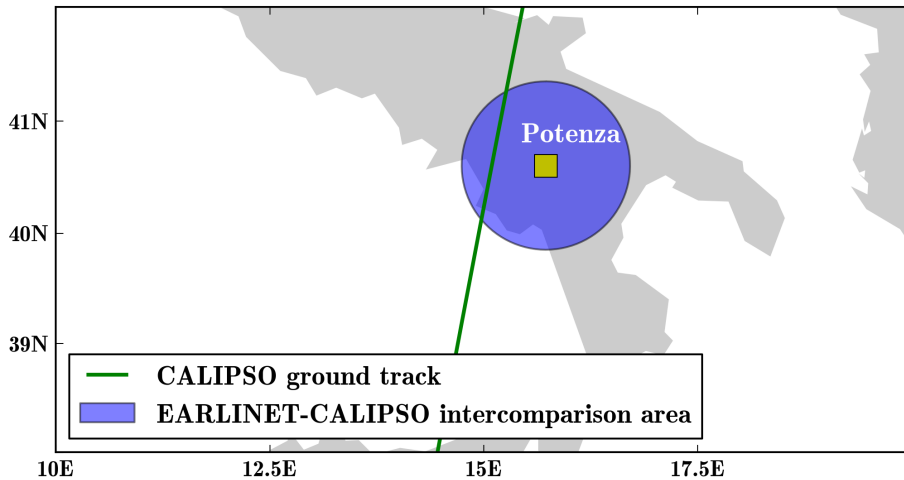 41N
Potenza
40N
39N
CALIPSO ground track
EARLINET-CALIPSO intercomparison area
10E 12.5E 15E 17.5E